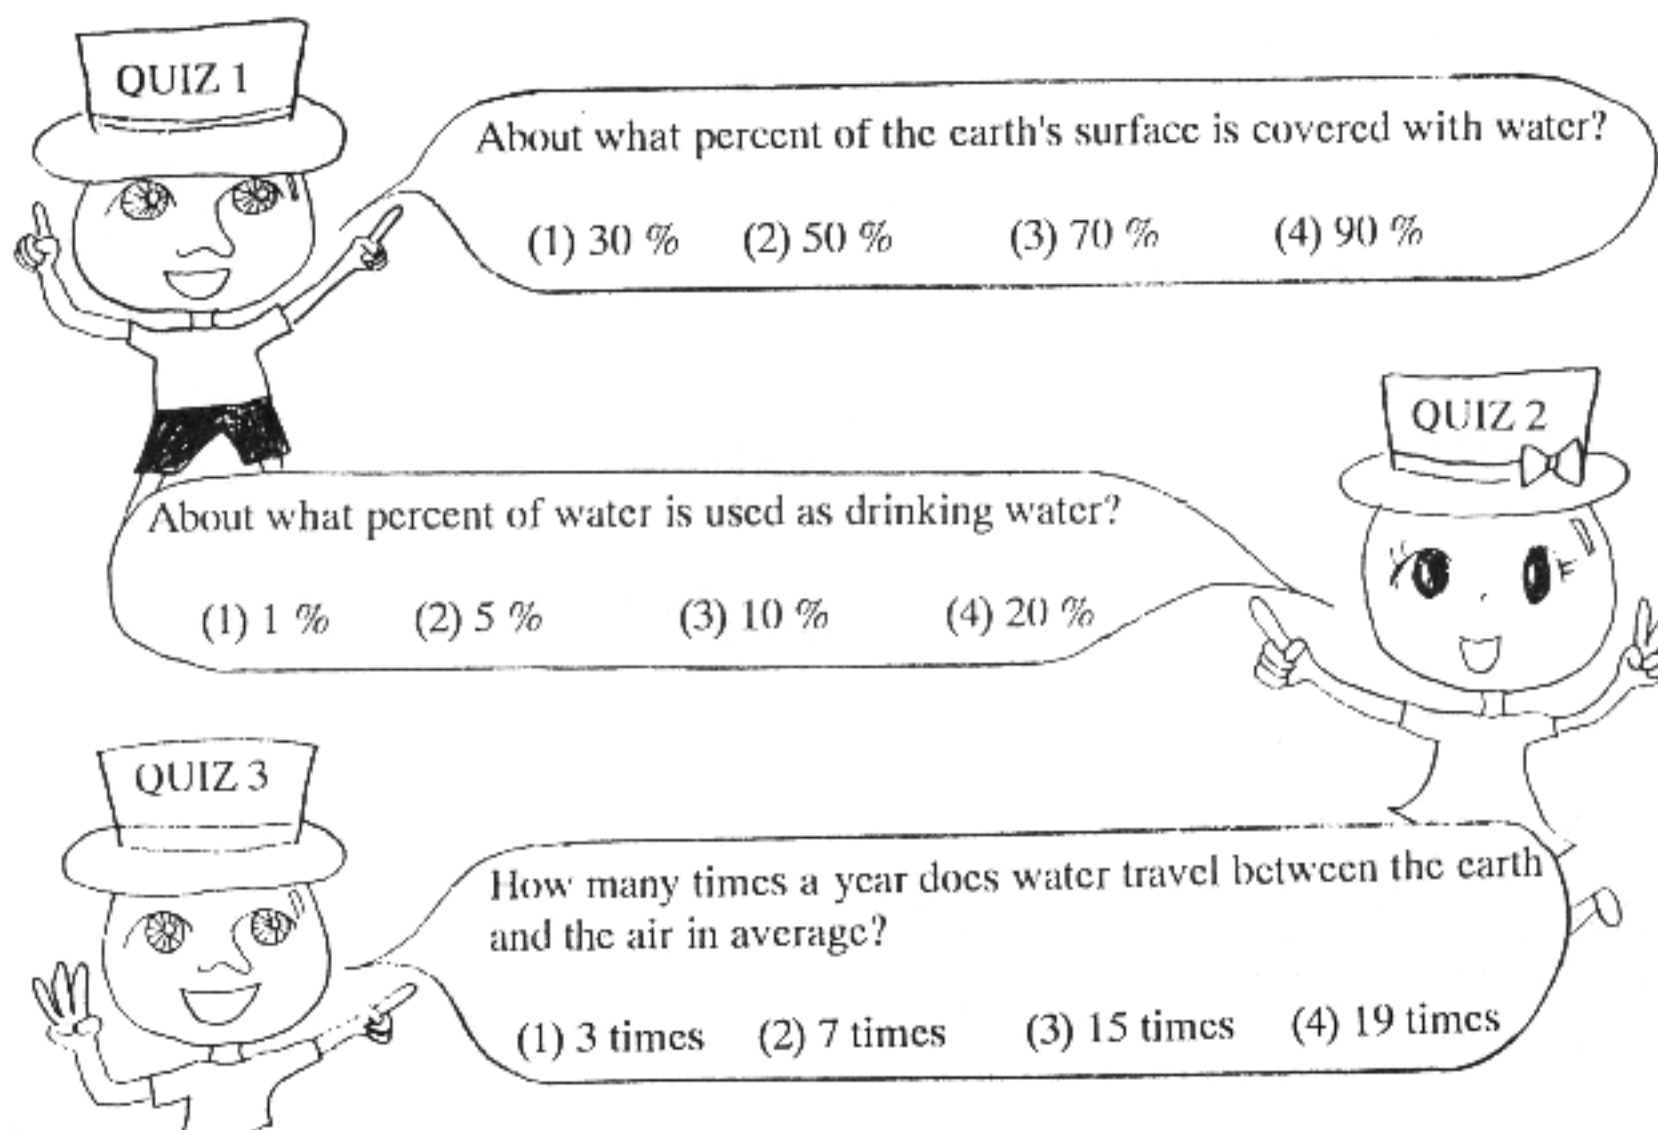 QUIZ 1
About what percent of the earth's surface is covered with water?
(1) 30 % (2) 50 % (3) 70 % (4) 90 %
QUIZ 2
About what percent of water is used as drinking water?
(1) 1 % (2) 5 % (3) 10 % (4) 20 %
QUIZ 3
How many times a year does water travel between the earth
and the air in average?
(1) 3 times (2) 7 times (3) 15 times (4) 19 times